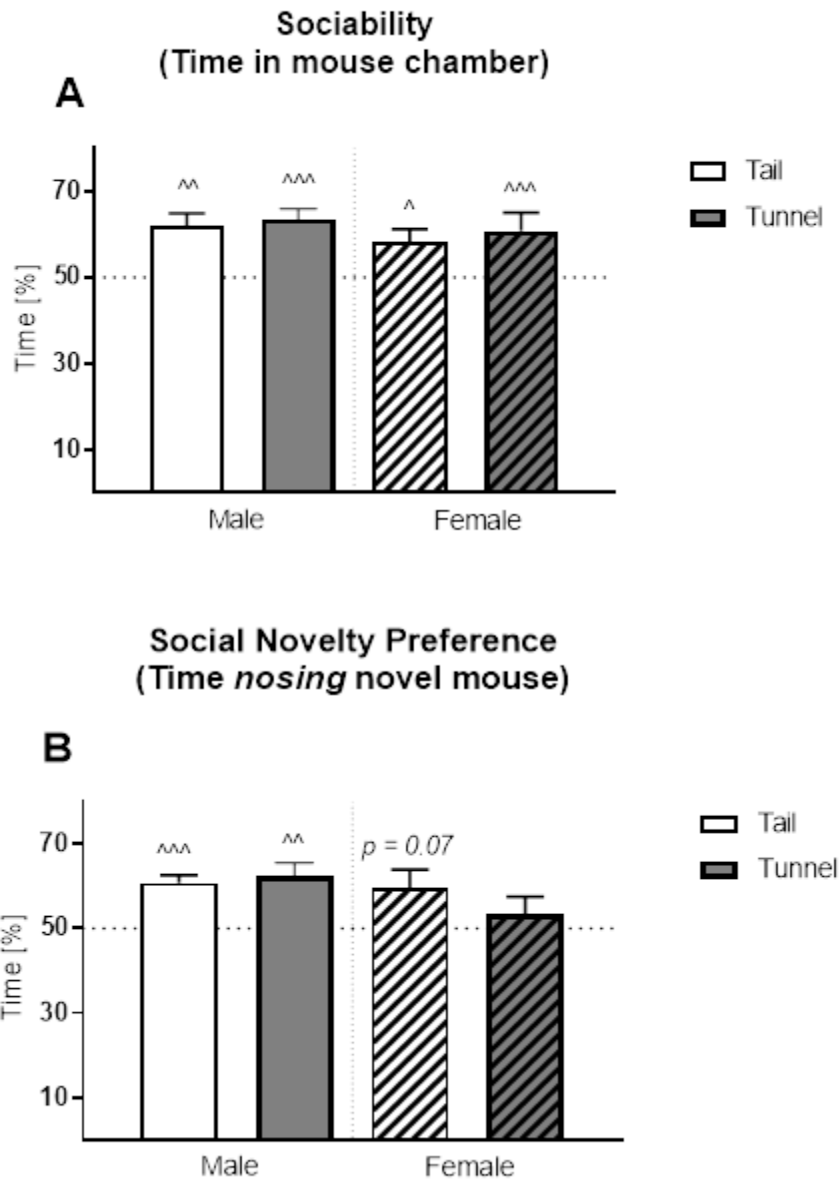 Sociability
(Time in mouse chamber)
A
Time [%]
70
50
30
10
^^
^^^
^
^^^
Male
Female
Tail
Tunnel
Social Novelty Preference
(Time nosing novel mouse)
B
Time [%]
70
50
30
10
^^^
^^
p = 0.07
Male
Female
Tail
Tunnel